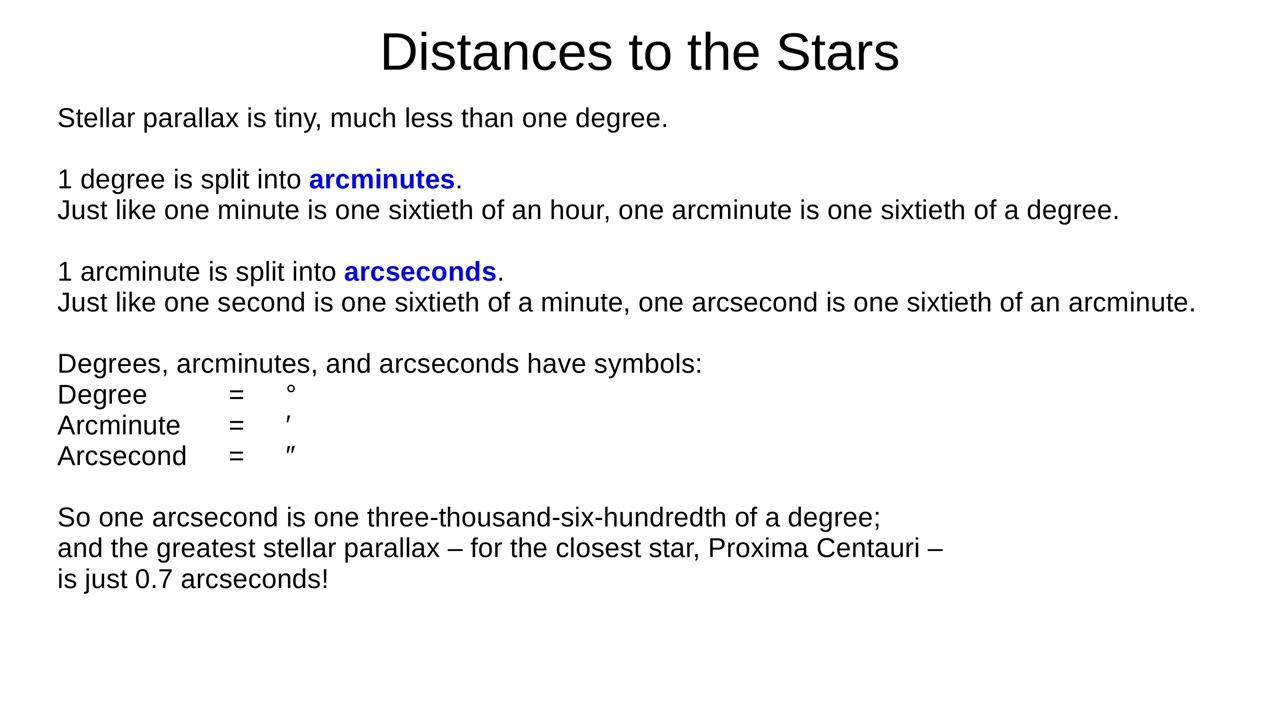 Distances to the Stars
Stellar parallax is tiny, much less than one degree.
1 degree is split into arcminutes.
Just like one minute is one sixtieth of an hour, one arcminute is one sixtieth of a degree.
1 arcminute is split into arcseconds.
Just like one second is one sixtieth of a minute, one arcsecond is one sixtieth of an arcminute.
Degrees, arcminutes, and arcseconds have symbols:
Degree = °
Arcminute = ′
Arcsecond = ″
So one arcsecond is one three-thousand-six-hundredth of a degree;
and the greatest stellar parallax – for the closest star, Proxima Centauri –
is just 0.7 arcseconds!